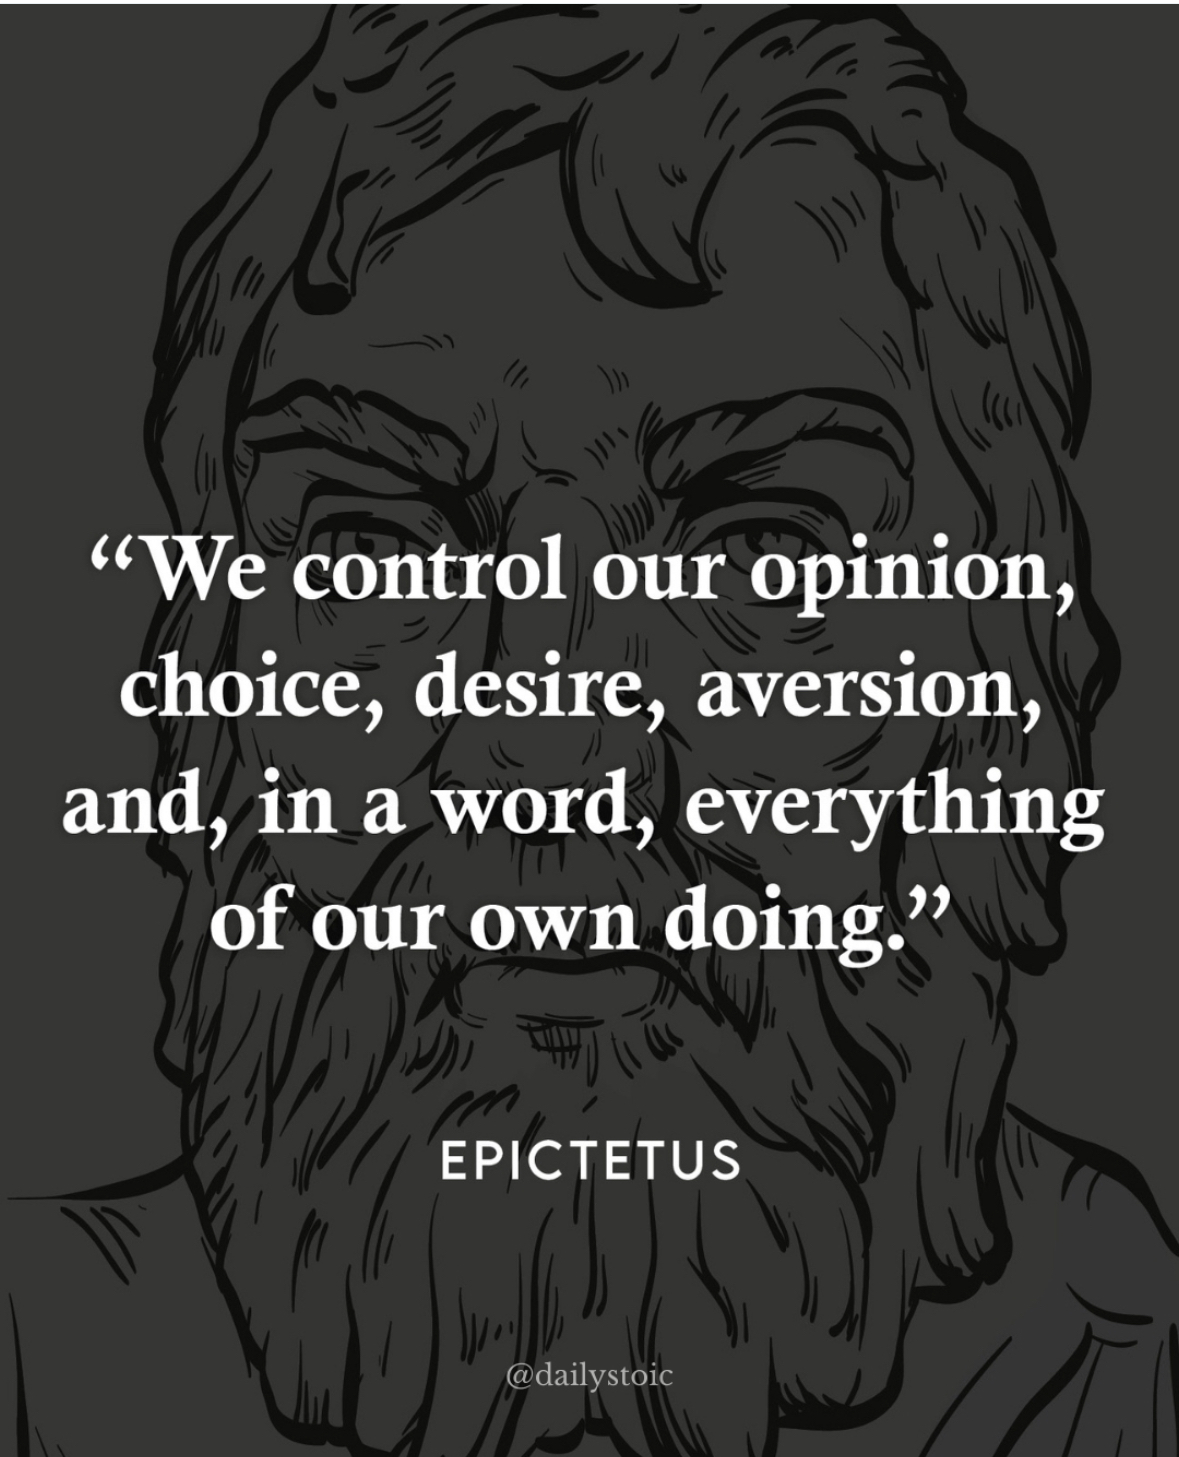 “We control our opinion,
choice, desire, aversion,
and, in a word, everything
of our own doing.”
EPICTETUS
@dailystoic